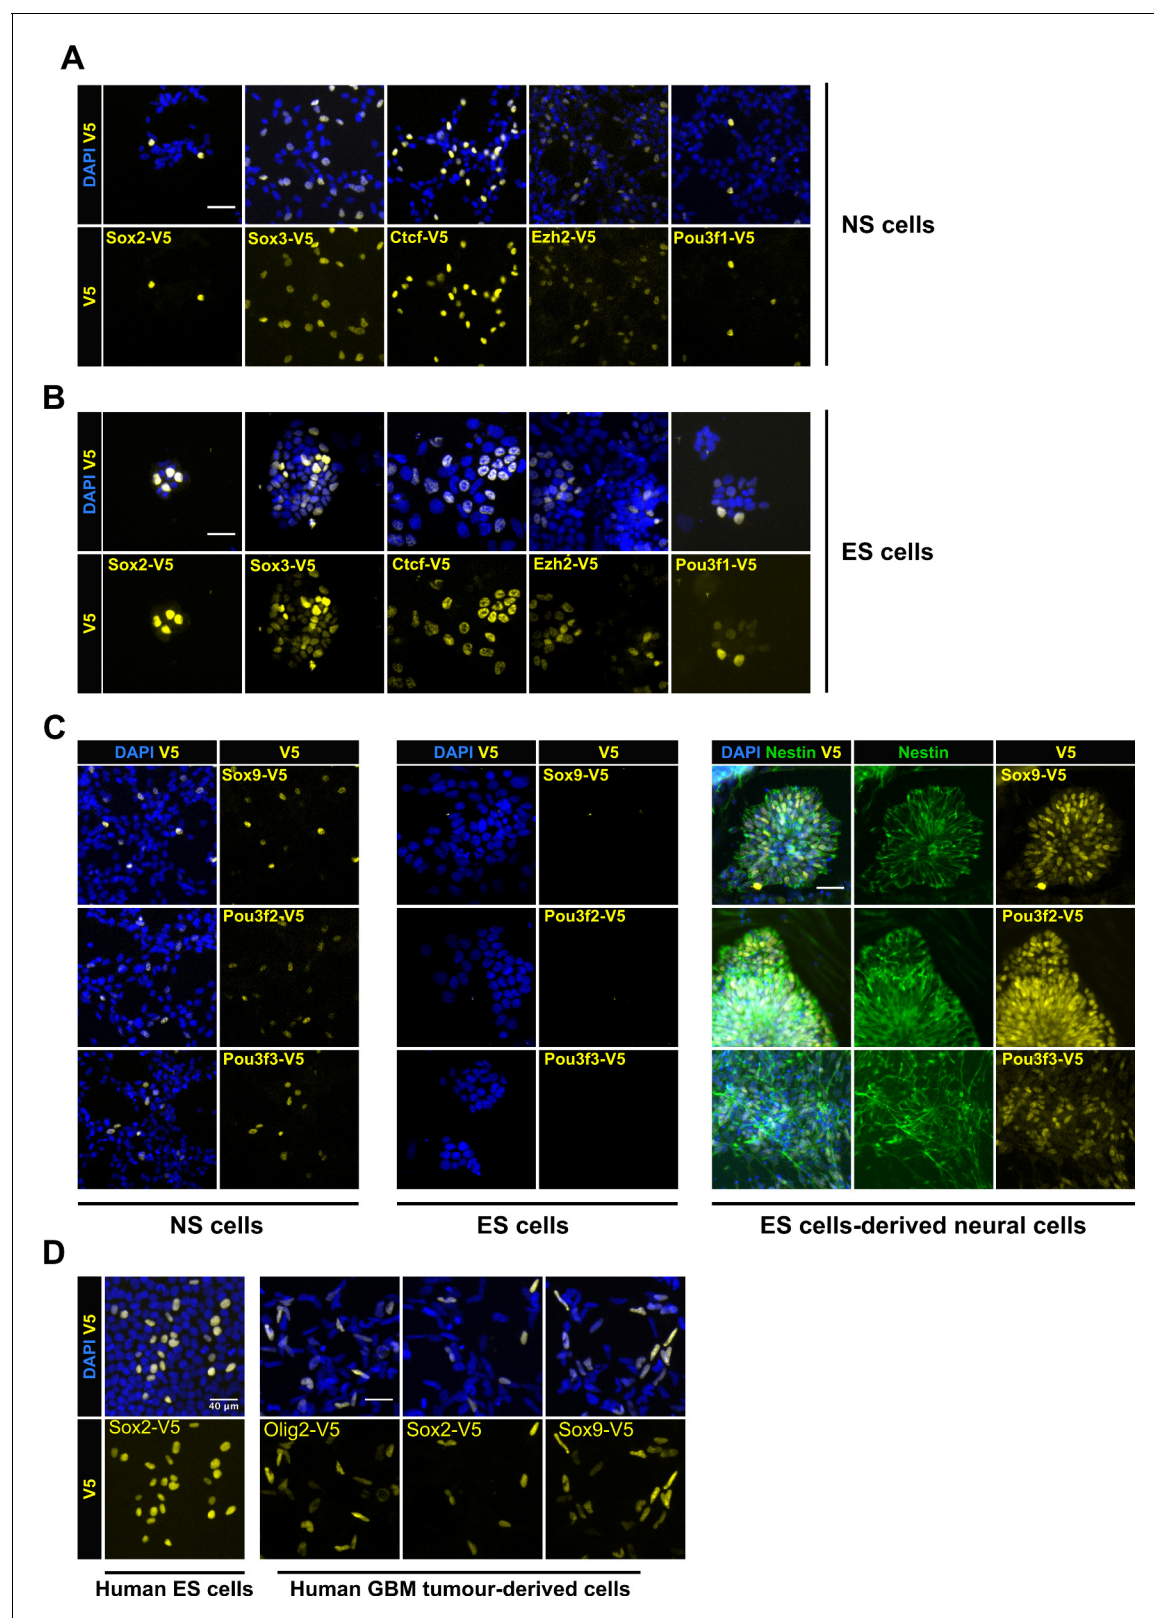 A
DAPI V5
V5
Sox2-V5
Sox3-V5
Ctcf-V5
Ezh2-V5
Pou3f1-V5
NS cells
B
DAPI V5
V5
Sox2-V5
Sox3-V5
Ctcf-V5
Ezh2-V5
Pou3f1-V5
ES cells
C
DAPI V5
V5
Sox9-V5
Pou3f2-V5
Pou3f3-V5
NS cells
DAPI V5
V5
Sox9-V5
Pou3f2-V5
Pou3f3-V5
ES cells
DAPI Nestin V5
Nestin
V5
Sox9-V5
Pou3f2-V5
Pou3f3-V5
ES cells-derived neural cells
D
DAPI V5
40 µm
V5
Sox2-V5
Olig2-V5
Sox2-V5
Sox9-V5
Human ES cells
Human GBM tumour-derived cells